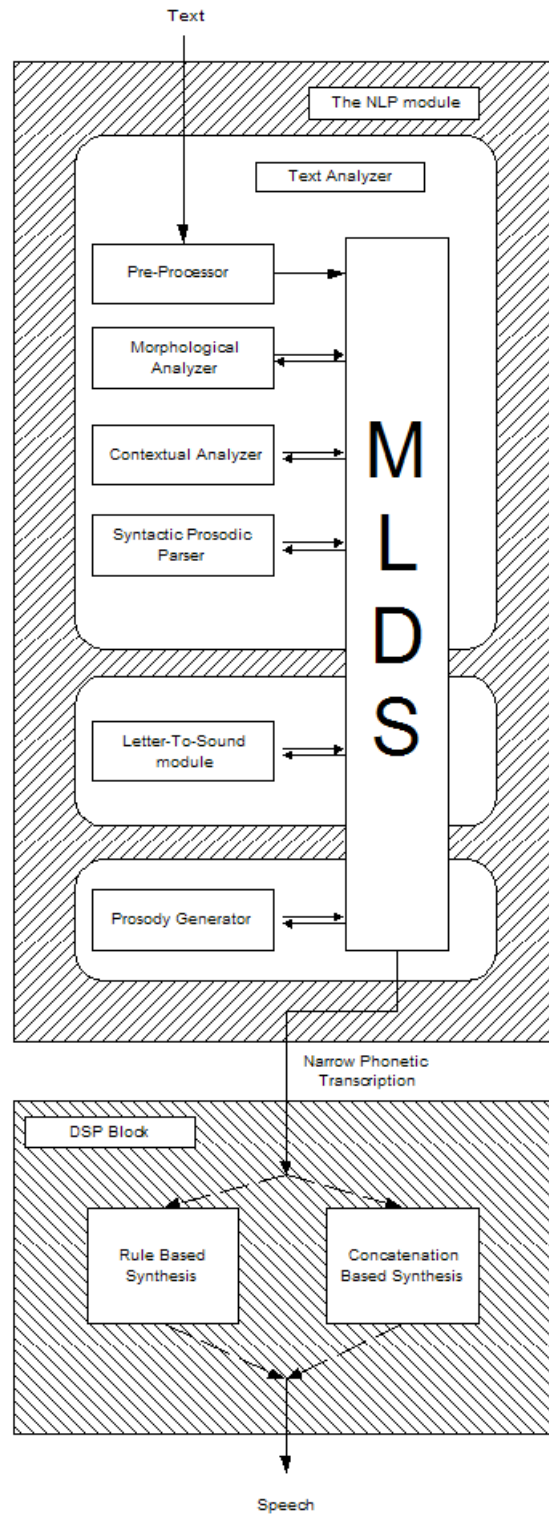 Text
The NLP module
Text Analyzer
Pre-Processor
Morphological
Analyzer
Contextual Analyzer
Syntactic Prosodic
Parser
M
L
D
S
Letter-To-Sound
module
Prosody Generator
Narrow Phonetic
Transcription
DSP Block
Rule Based
Synthesis
Concatenation
Based Synthesis
Speech